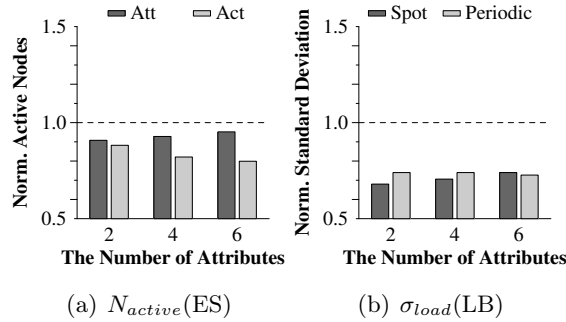 Att Act
Norm. Active Nodes
1.5
1.0
0.5
2 4 6
The Number of Attributes
(a) N_active(ES)
Spot Periodic
Norm. Standard Deviation
1.5
1.0
0.5
2 4 6
The Number of Attributes
(b) σ_load(LB)